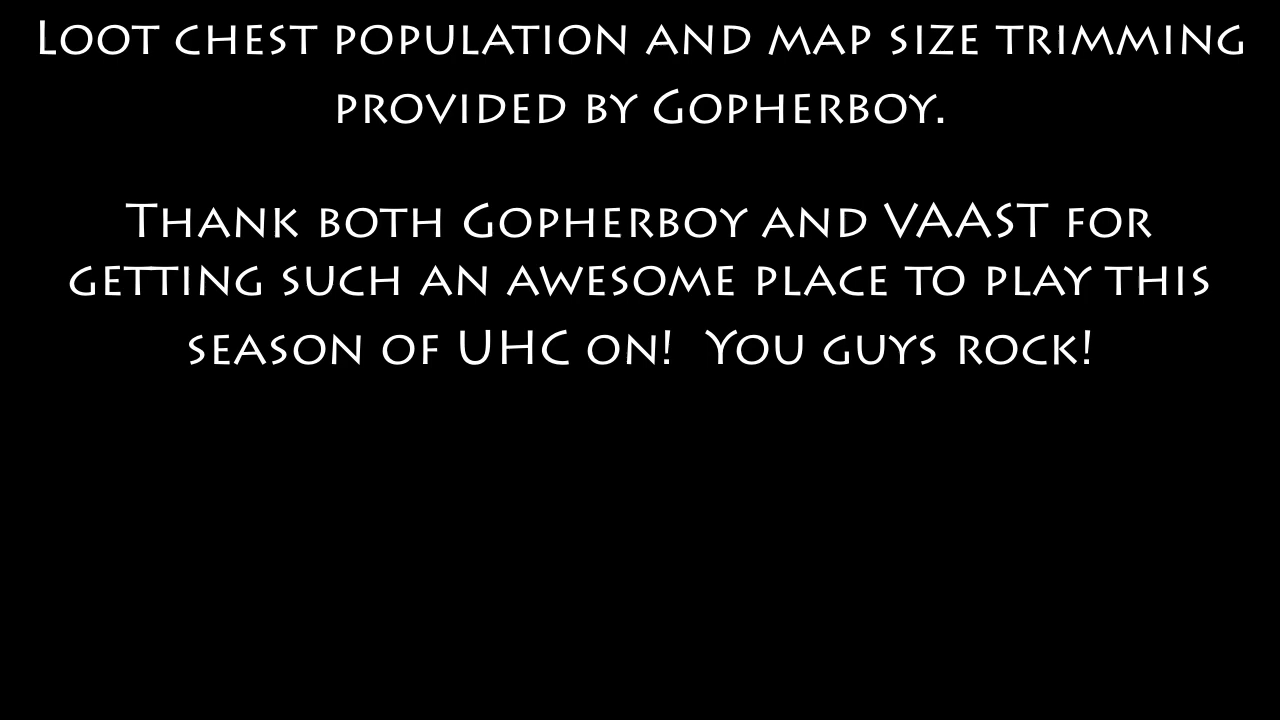 Loot chest population and map size trimming
provided by Gopherboy.
Thank both Gopherboy and VAAST for
getting such an awesome place to play this
season of UHC on!  You guys rock!